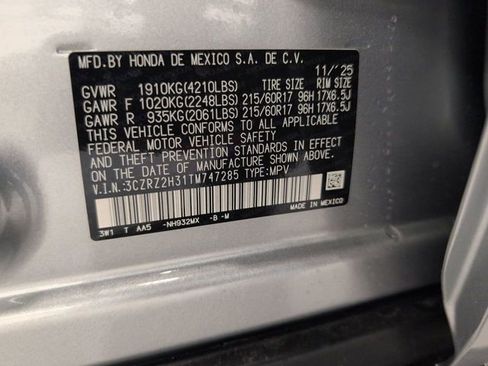 MFD.BY HONDA DE MEXICO S.A. DE C.V.
11/'25
GVWR 1910KG(4210LBS) TIRE SIZE RIM SIZE
GAWR F 1020KG(2248LBS) 215/60R17 96H 17X6.5J
GAWR R 935KG(2061LBS) 215/60R17 96H 17X6.5J
THIS VEHICLE CONFORMS TO ALL APPLICABLE
FEDERAL MOTOR VEHICLE SAFETY
AND THEFT PREVENTION STANDARDS IN EFFECT
ON THE DATE OF MANUFACTURE SHOWN ABOVE.
V.I.N.:3CZRZ2H31TM747285 TYPE:MPV
MADE IN MEXICO
3W1 T AA5 -NH932MX -B -M